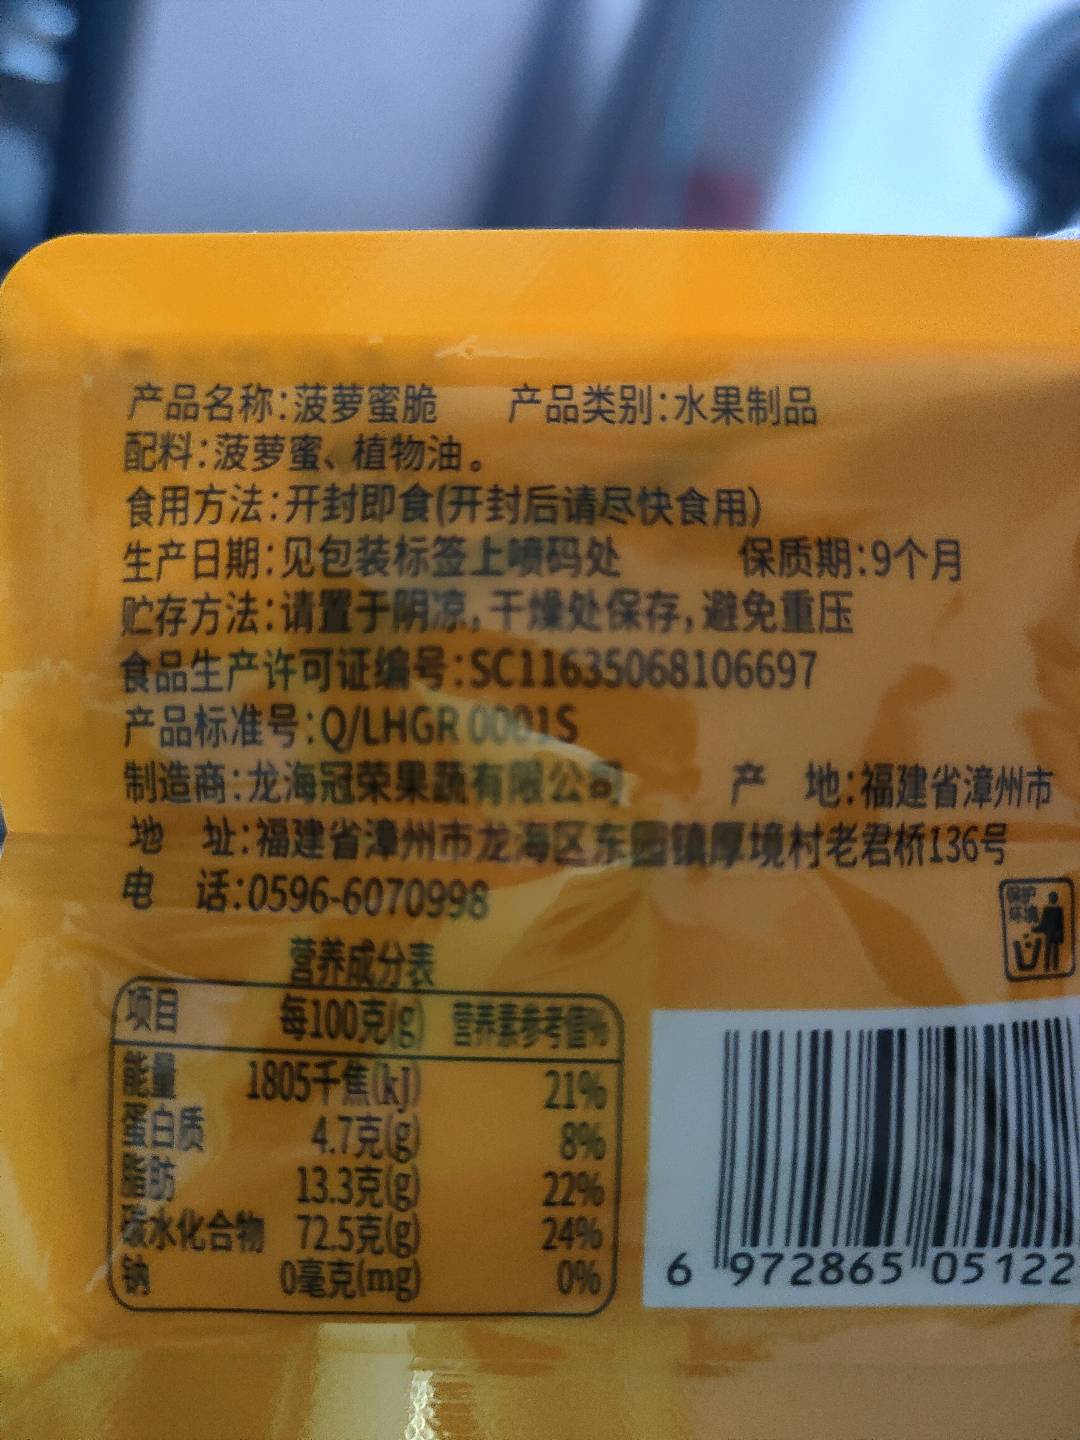 产品名称:菠萝蜜脆 产品类别:水果制品
配料:菠萝蜜、植物油。
食用方法:开封即食(开封后请尽快食用)
生产日期:见包装标签上喷码处 保质期:9个月
贮存方法:请置于阴凉,干燥处保存,避免重压
食品生产许可证编号:SC11635068106697
产品标准号:Q/LHGR 0001S
制造商:龙海冠荣果蔬有限公司 产 地:福建省漳州市
地 址:福建省漳州市龙海区东园镇厚境村老君桥136号
电 话:0596-6070998
保护
环境
营养成分表
项目 每100克(g) 营养素参考值%
能量 1805千焦(kJ) 21%
蛋白质 4.7克(g) 8%
脂肪 13.3克(g) 22%
碳水化合物 72.5克(g) 24%
钠 0毫克(mg) 0%
6 972865 05122